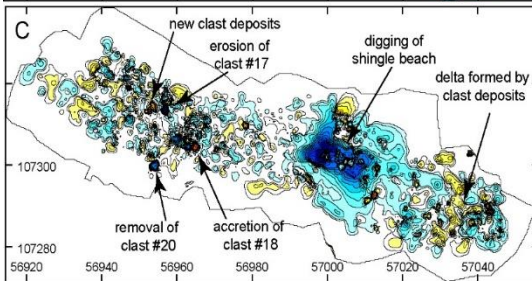 C
new clast deposits
erosion of
clast #17
digging of
shingle beach
delta formed by
clast deposits
107300
removal of
clast #20
accretion of
clast #18
107280
56920 56940 56960 56980 57000 57020 57040